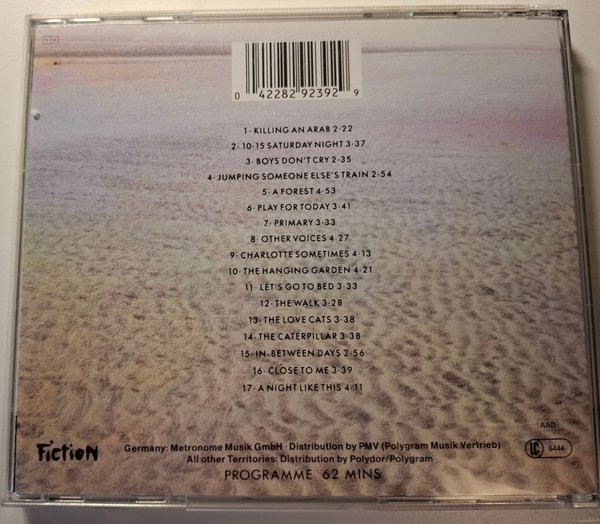 0 42282 92392 9
1· KILLING AN ARAB 2·22
2· 10·15 SATURDAY NIGHT 3·37
3· BOYS DON'T CRY 2·35
4· JUMPING SOMEONE ELSE'S TRAIN 2·54
5· A FOREST 4·53
6· PLAY FOR TODAY 3·41
7· PRIMARY 3·33
8· OTHER VOICES 4·27
9· CHARLOTTE SOMETIMES 4·13
10· THE HANGING GARDEN 4·21
11· LET'S GO TO BED 3·33
12· THE WALK 3·28
13· THE LOVE CATS 3·38
14· THE CATERPILLAR 3·38
15· IN-BETWEEN DAYS 2·56
16· CLOSE TO ME 3·39
17· A NIGHT LIKE THIS 4·11
AAD
Fiction
Germany: Metronome Musik GmbH · Distribution by PMV (Polygram Musik Vertrieb)
LC 6444
All other Territories: Distribution by Polydor/Polygram
PROGRAMME 62 MINS